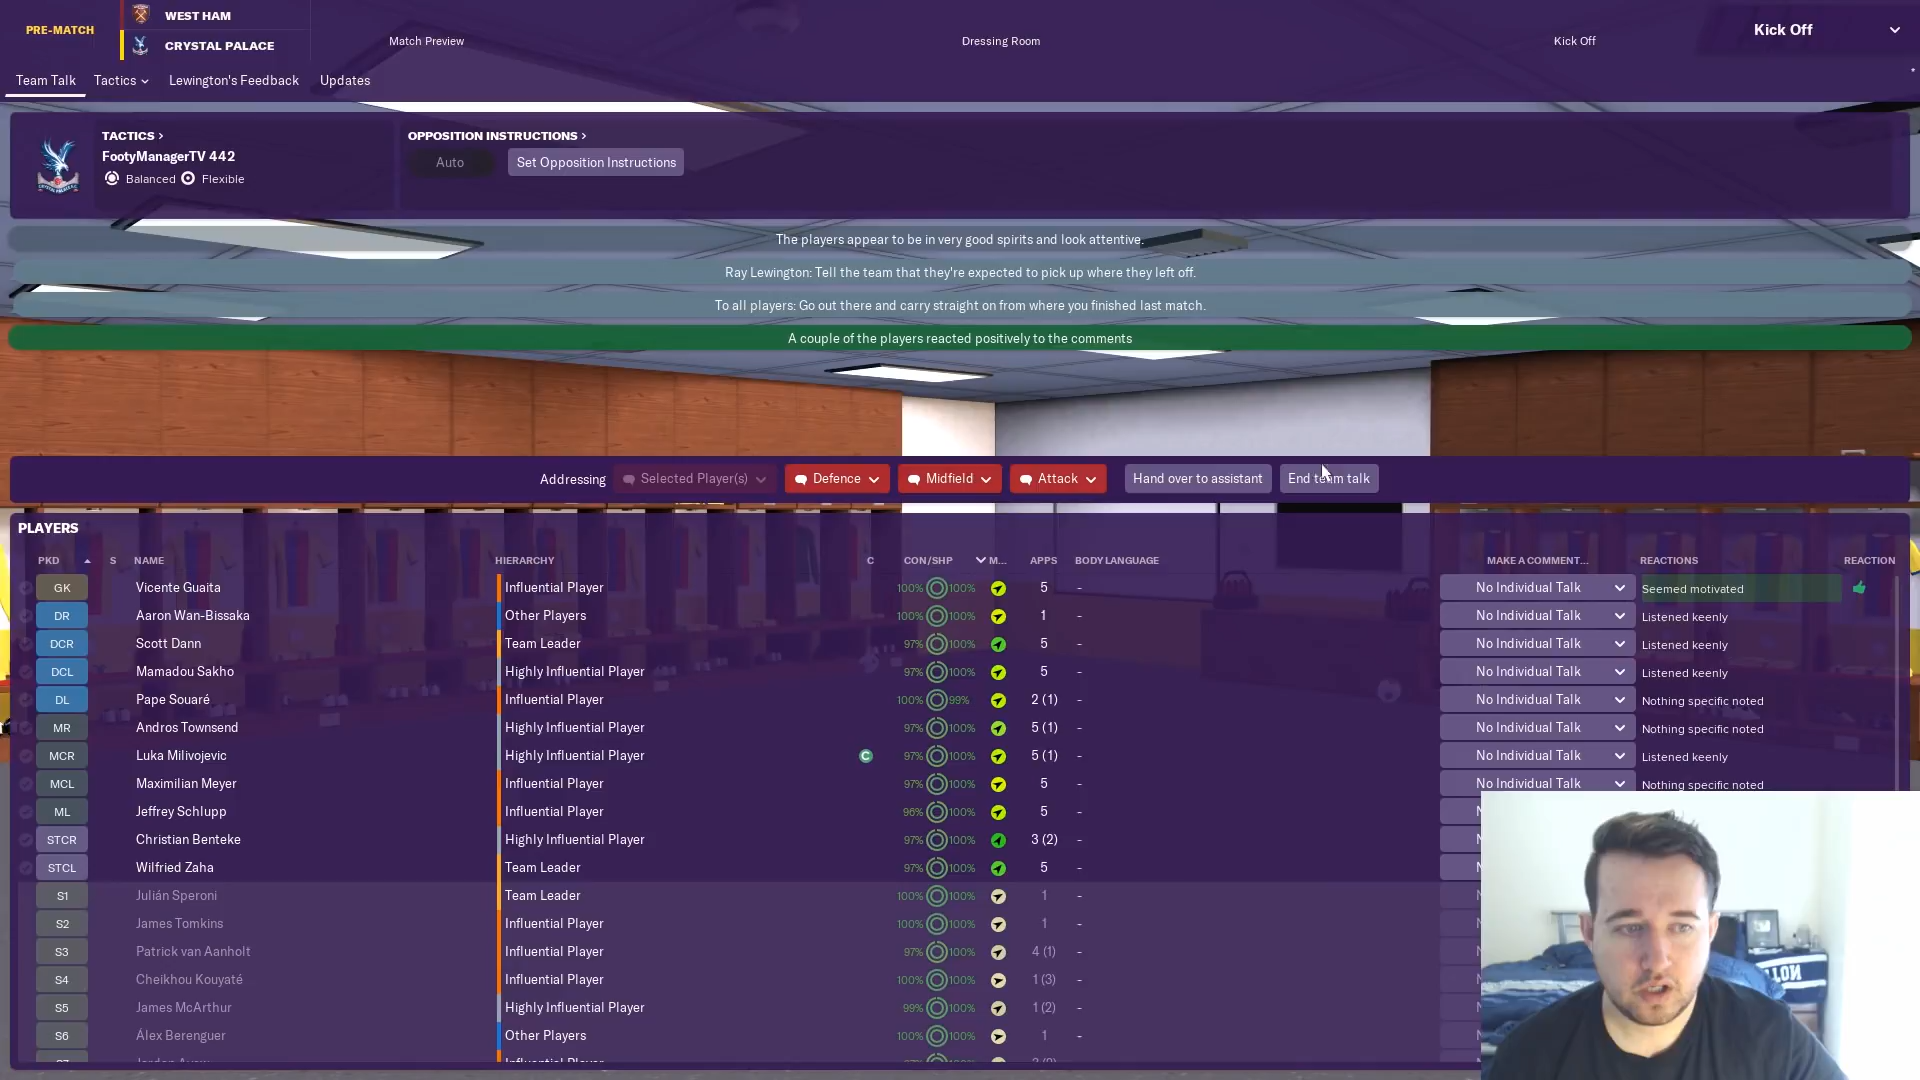 PRE-MATCH
WEST HAM
CRYSTAL PALACE
Match Preview
Dressing Room
Kick Off
Kick Off
Team Talk Tactics Lewington's Feedback Updates
TACTICS >
FootyManagerTV 442
Balanced Flexible
OPPOSITION INSTRUCTIONS >
Auto Set Opposition Instructions
The players appear to be in very good spirits and look attentive.
Ray Lewington: Tell the team that they're expected to pick up where they left off.
To all players: Go out there and carry straight on from where you finished last match.
A couple of the players reacted positively to the comments
Addressing Selected Player(s) Defence Midfield Attack Hand over to assistant End team talk
PLAYERS
PKD S NAME HIERARCHY C CON/SHP M... APPS BODY LANGUAGE MAKE A COMMENT... REACTIONS REACTION
GK Vicente Guaita Influential Player 100% 100% 5 - No Individual Talk Seemed motivated
DR Aaron Wan-Bissaka Other Players 100% 100% 1 - No Individual Talk Listened keenly
DCR Scott Dann Team Leader 97% 100% 5 - No Individual Talk Listened keenly
DCL Mamadou Sakho Highly Influential Player 97% 100% 5 - No Individual Talk Listened keenly
DL Pape Souaré Influential Player 100% 99% 2 (1) - No Individual Talk Nothing specific noted
MR Andros Townsend Highly Influential Player 97% 100% 5 (1) - No Individual Talk Nothing specific noted
MCR Luka Milivojevic Highly Influential Player C 97% 100% 5 (1) - No Individual Talk Listened keenly
MCL Maximilian Meyer Influential Player 97% 100% 5 - No Individual Talk Nothing specific noted
ML Jeffrey Schlupp Influential Player 96% 100% 5 -
STCR Christian Benteke Highly Influential Player 97% 100% 3 (2) -
STCL Wilfried Zaha Team Leader 97% 100% 5 -
S1 Julián Speroni Team Leader 100% 100% 1 -
S2 James Tomkins Influential Player 100% 100% 1 -
S3 Patrick van Aanholt Influential Player 97% 100% 4 (1) -
S4 Cheikhou Kouyaté Influential Player 100% 100% 1 (3) -
S5 James McArthur Highly Influential Player 99% 100% 1 (2) -
S6 Álex Berenguer Other Players 100% 100% 1 -